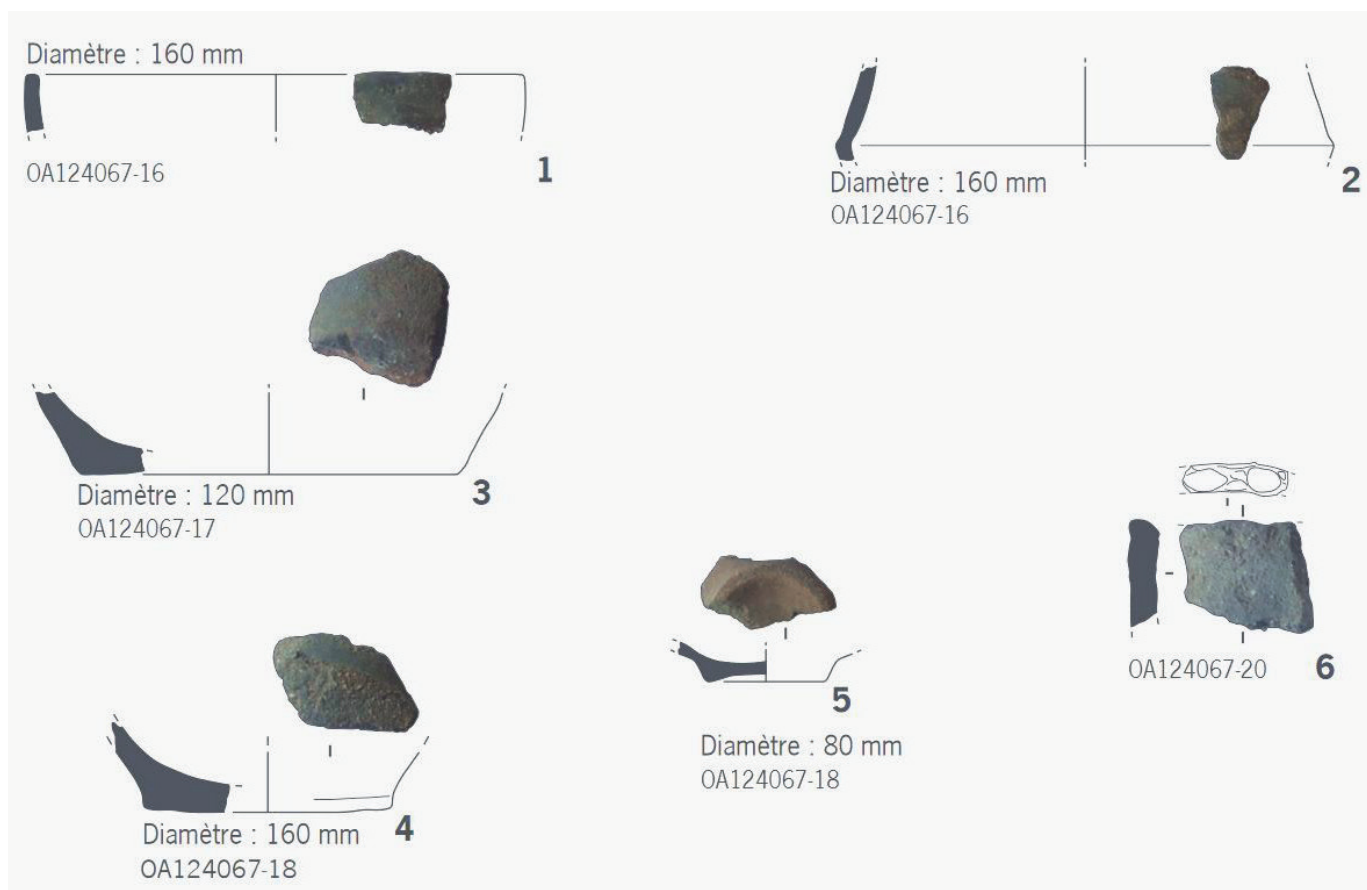 Diamètre : 160 mm
OA124067-16
1
Diamètre : 160 mm
OA124067-16
2
Diamètre : 120 mm
OA124067-17
3
Diamètre : 160 mm
OA124067-18
4
5
Diamètre : 80 mm
OA124067-18
OA124067-20
6